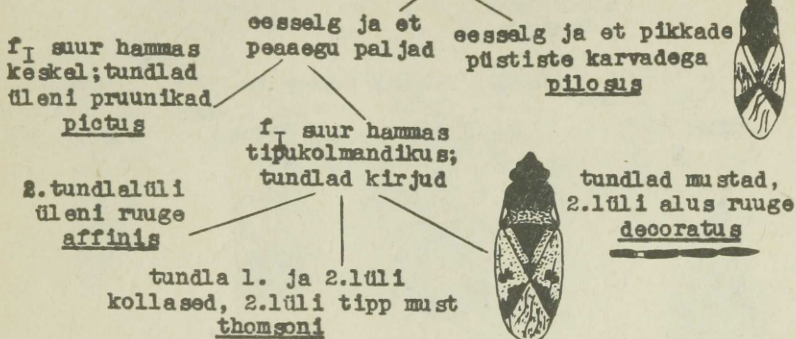 eesselg ja et
peaaegu paljad
eesselg ja et pikkade
püstiste karvadega
pilosus
f_I suur hammas
keskel; tundlad
üleni pruunikad
pictus
f_I suur hammas
tipukolmandikus;
tundlad kirjud
2.tundlalüli
üleni ruuge
affinis
tundla 1. ja 2.lüli
kollased, 2.lüli tipp must
thomsoni
tundlad mustad,
2.lüli alus ruuge
decoratus